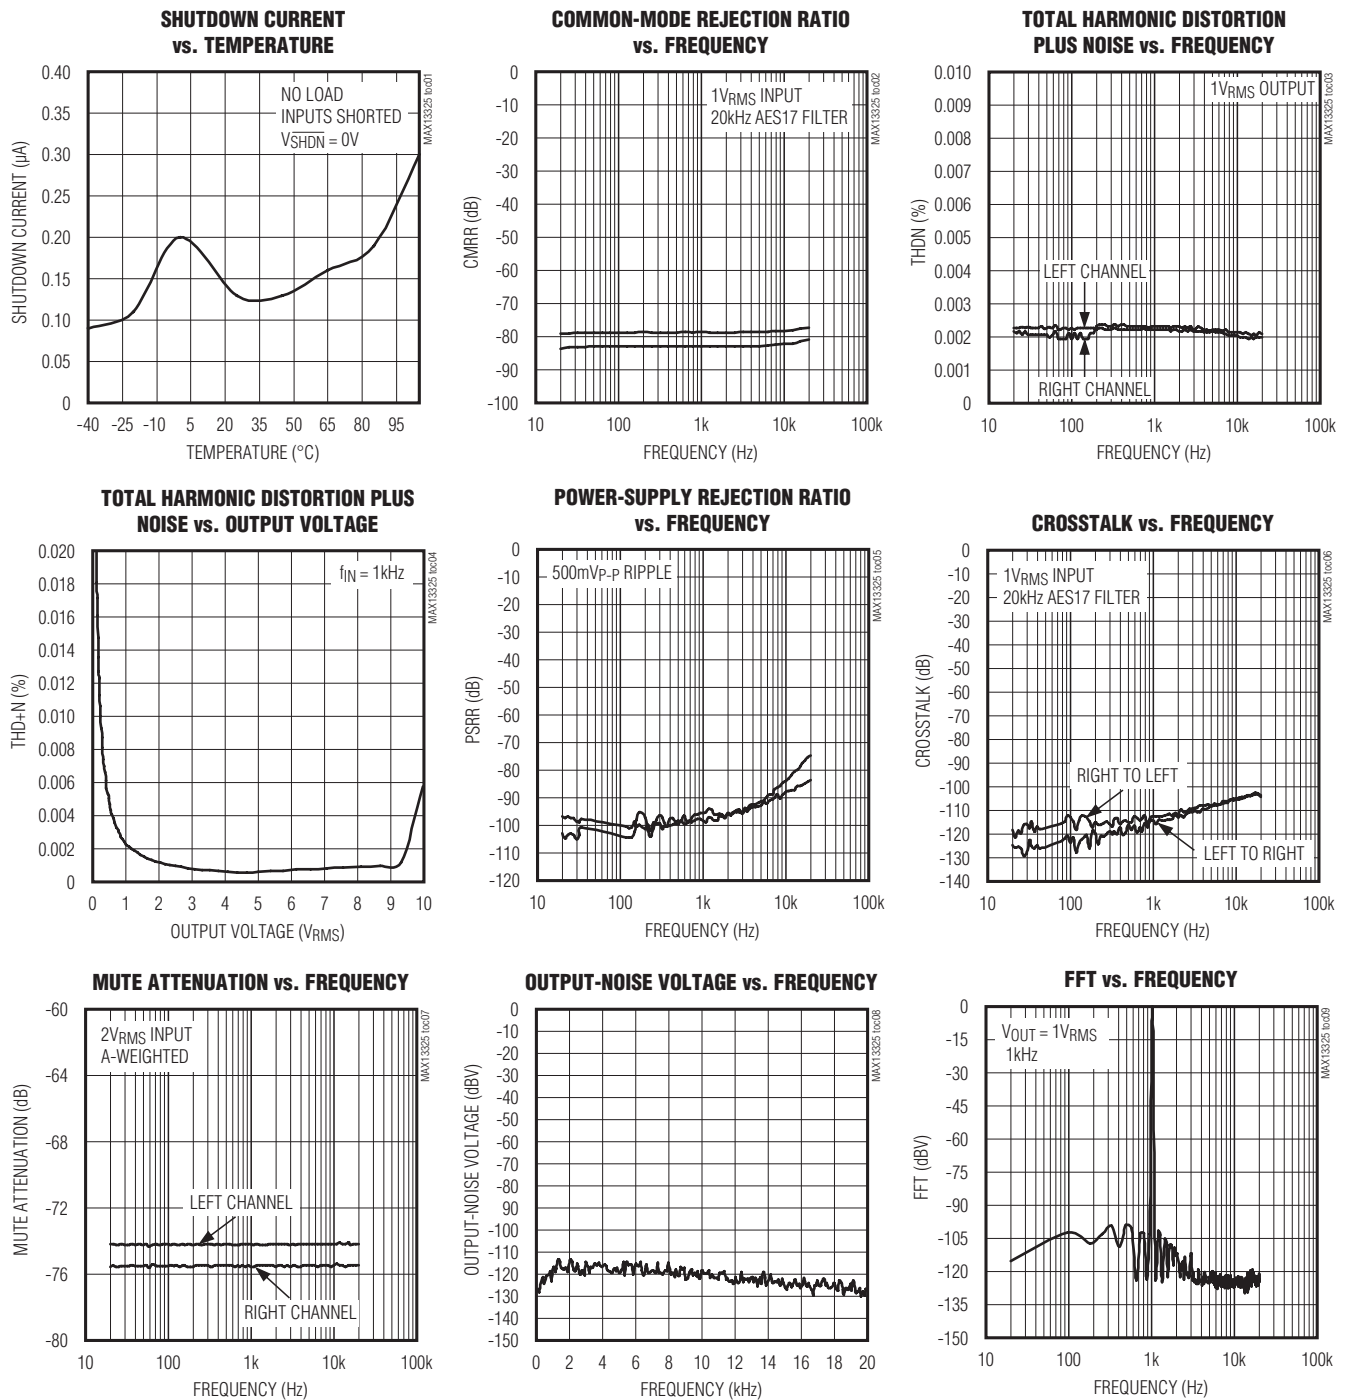 SHUTDOWN CURRENT
vs. TEMPERATURE
0.40
0.35
0.30
0.25
0.20
0.15
0.10
0.05
0
SHUTDOWN CURRENT (µA)
NO LOAD
INPUTS SHORTED
VSHDN = 0V
MAX13325 toc01
-40 -25 -10 5 20 35 50 65 80 95
TEMPERATURE (°C)
COMMON-MODE REJECTION RATIO
vs. FREQUENCY
0
-10
-20
-30
-40
-50
-60
-70
-80
-90
-100
CMRR (dB)
1VRMS INPUT
20kHz AES17 FILTER
MAX13325 toc02
10 100 1k 10k 100k
FREQUENCY (Hz)
TOTAL HARMONIC DISTORTION
PLUS NOISE vs. FREQUENCY
0.010
0.009
0.008
0.007
0.006
0.005
0.004
0.003
0.002
0.001
0
THDN (%)
1VRMS OUTPUT
LEFT CHANNEL
RIGHT CHANNEL
MAX13325 toc03
10 100 1k 10k 100k
FREQUENCY (Hz)
TOTAL HARMONIC DISTORTION PLUS
NOISE vs. OUTPUT VOLTAGE
0.020
0.018
0.016
0.014
0.012
0.010
0.008
0.006
0.004
0.002
0
THD+N (%)
fIN = 1kHz
MAX13325 toc04
0 1 2 3 4 5 6 7 8 9 10
OUTPUT VOLTAGE (VRMS)
POWER-SUPPLY REJECTION RATIO
vs. FREQUENCY
0
-10
-20
-30
-40
-50
-60
-70
-80
-90
-100
-110
-120
PSRR (dB)
500mVP-P RIPPLE
MAX13325 toc05
10 100 1k 10k 100k
FREQUENCY (Hz)
CROSSTALK vs. FREQUENCY
0
-10
-20
-30
-40
-50
-60
-70
-80
-90
-100
-110
-120
-130
-140
CROSSTALK (dB)
1VRMS INPUT
20kHz AES17 FILTER
RIGHT TO LEFT
LEFT TO RIGHT
MAX13325 toc06
10 100 1k 10k 100k
FREQUENCY (Hz)
MUTE ATTENUATION vs. FREQUENCY
-60
-64
-68
-72
-76
-80
MUTE ATTENUATION (dB)
2VRMS INPUT
A-WEIGHTED
LEFT CHANNEL
RIGHT CHANNEL
MAX13325 toc07
10 100 1k 10k 100k
FREQUENCY (Hz)
OUTPUT-NOISE VOLTAGE vs. FREQUENCY
0
-10
-20
-30
-40
-50
-60
-70
-80
-90
-100
-110
-120
-130
-140
-150
OUTPUT-NOISE VOLTAGE (dBV)
MAX13325 toc08
0 2 4 6 8 10 12 14 16 18 20
FREQUENCY (kHz)
FFT vs. FREQUENCY
0
-15
-30
-45
-60
-75
-90
-105
-120
-135
-150
FFT (dBV)
VOUT = 1VRMS
1kHz
MAX13325 toc09
10 100 1k 10k 100k
FREQUENCY (Hz)